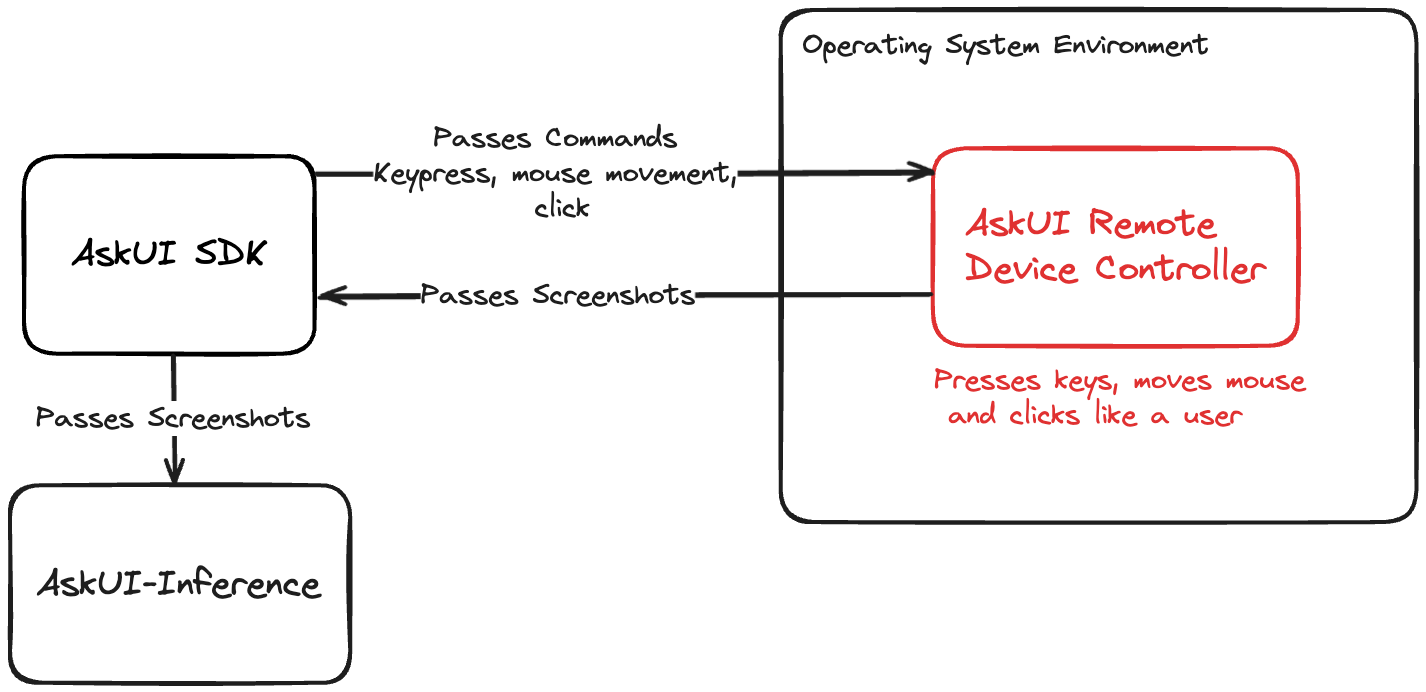 Operating System Environment
Passes Commands
Keypress, mouse movement,
click
AskUI SDK
AskUI Remote
Device Controller
Passes Screenshots
Presses keys, moves mouse
and clicks like a user
Passes Screenshots
AskUI-Inference